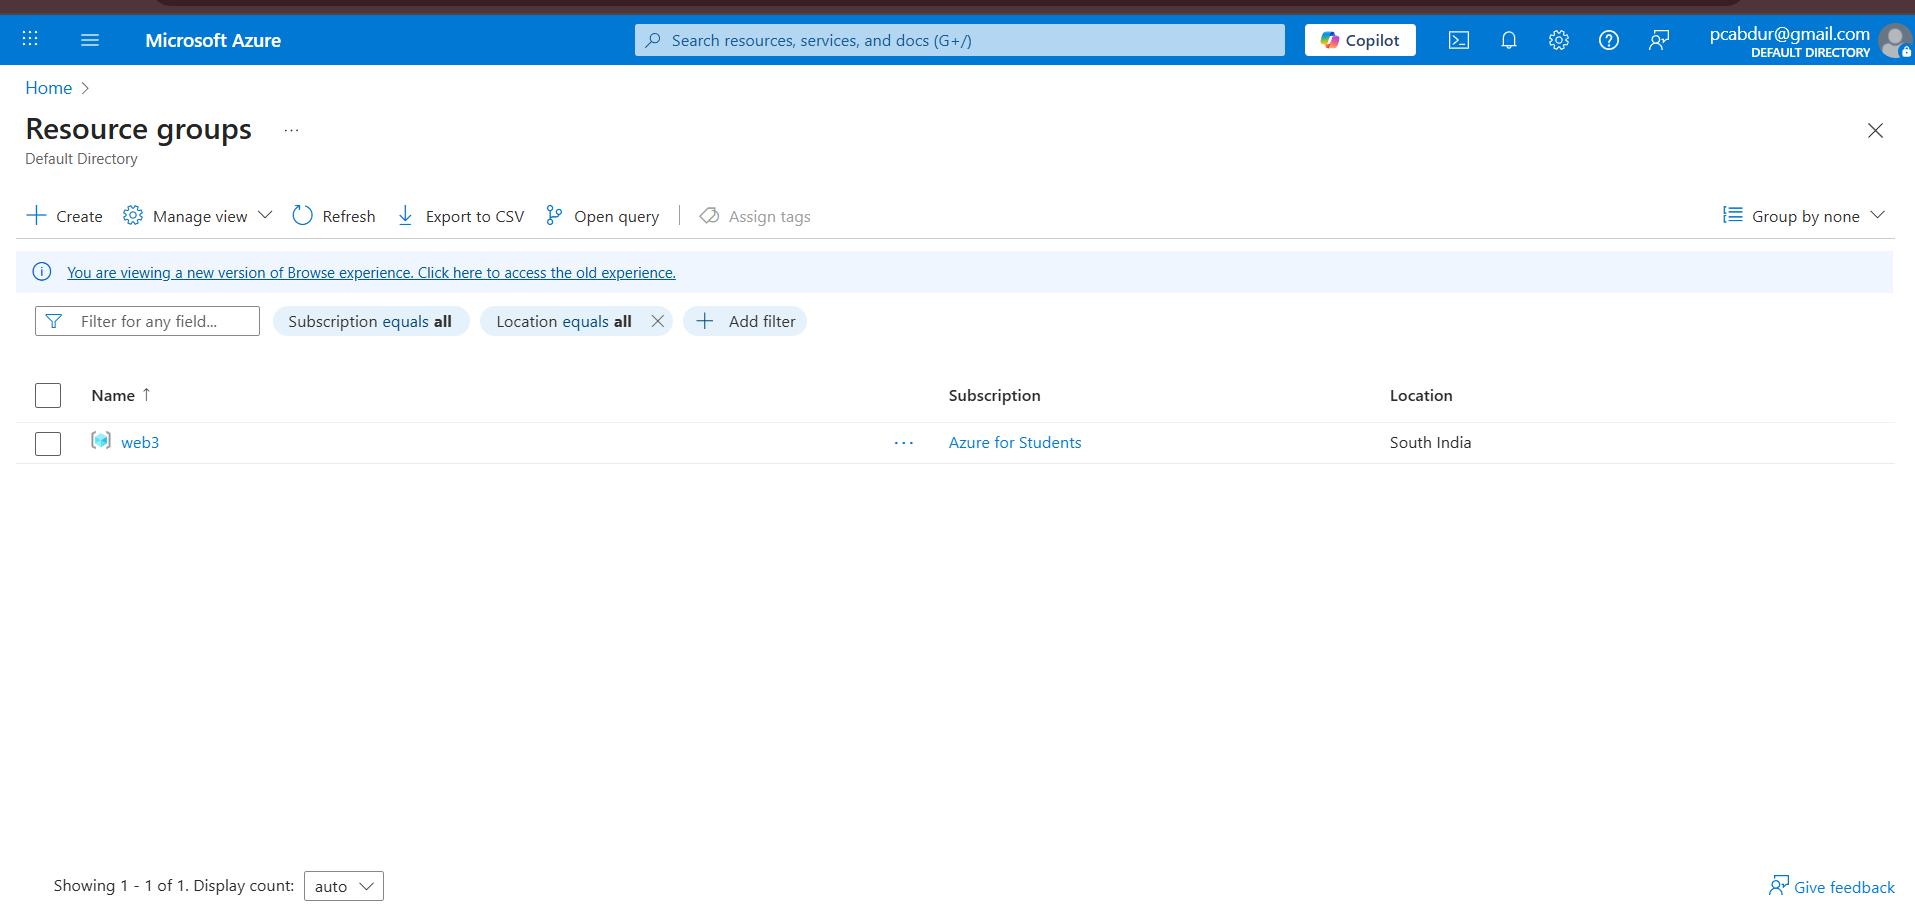 Microsoft Azure
Search resources, services, and docs (G+/)
Copilot
pcabdur@gmail.com
DEFAULT DIRECTORY
Home
Resource groups ...
Default Directory
Create Manage view Refresh Export to CSV Open query Assign tags Group by none
You are viewing a new version of Browse experience. Click here to access the old experience.
Filter for any field... Subscription equals all Location equals all Add filter
Name ↑ Subscription Location
web3 ... Azure for Students South India
Showing 1 - 1 of 1. Display count: auto
Give feedback